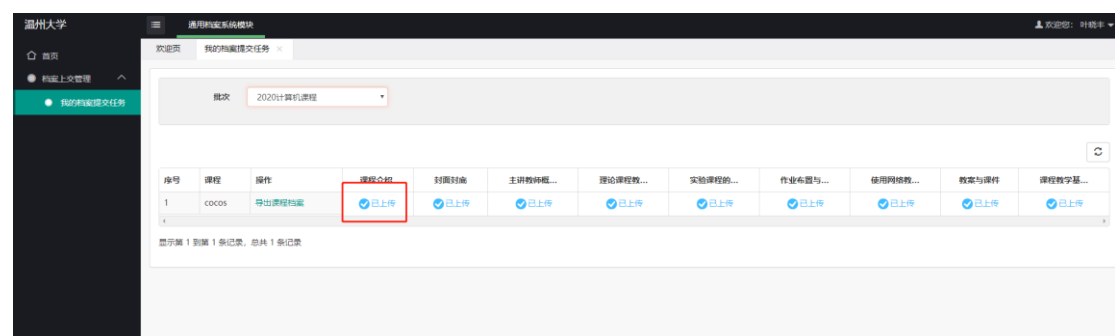 温州大学
通用档案系统模块
欢迎您: 叶晓丰
首页
档案上交管理
我的档案提交任务
欢迎页 我的档案提交任务 ×
批次 2020计算机课程
序号 课程 操作 课程介绍 封面封底 主讲教师概... 理论课程教... 实验课程的... 作业布置与... 使用网络教... 教案与课件 课程教学基...
1 cocos 导出课程档案 已上传 已上传 已上传 已上传 已上传 已上传 已上传 已上传 已上传
显示第 1 到第 1 条记录, 总共 1 条记录